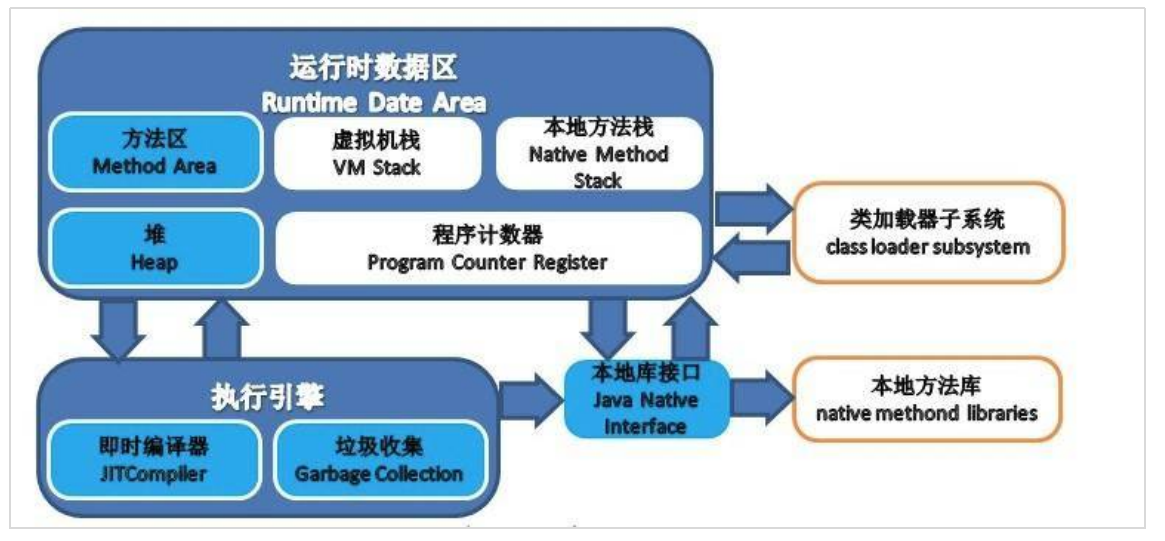 运行时数据区
Runtime Date Area
方法区
Method Area
虚拟机栈
VM Stack
本地方法栈
Native Method
Stack
堆
Heap
程序计数器
Program Counter Register
类加载器子系统
class loader subsystem
执行引擎
即时编译器
JITCompiler
垃圾收集
Garbage Collection
本地库接口
Java Native
Interface
本地方法库
native methond libraries